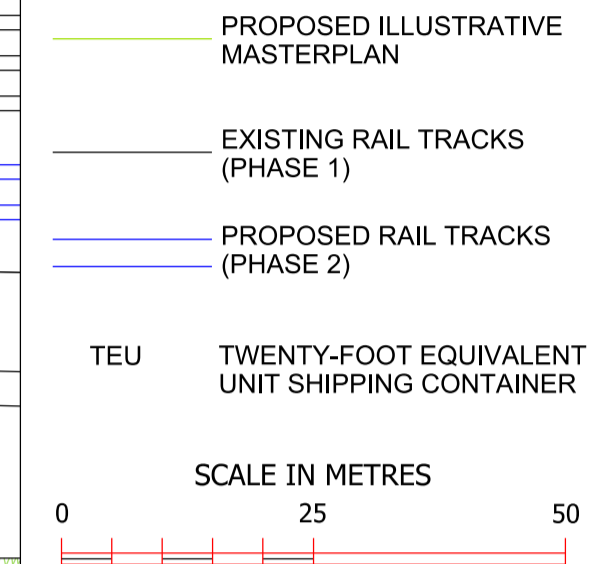 PROPOSED ILLUSTRATIVE
MASTERPLAN
EXISTING RAIL TRACKS
(PHASE 1)
PROPOSED RAIL TRACKS
(PHASE 2)
TEU TWENTY-FOOT EQUIVALENT
UNIT SHIPPING CONTAINER
SCALE IN METRES
0 25 50